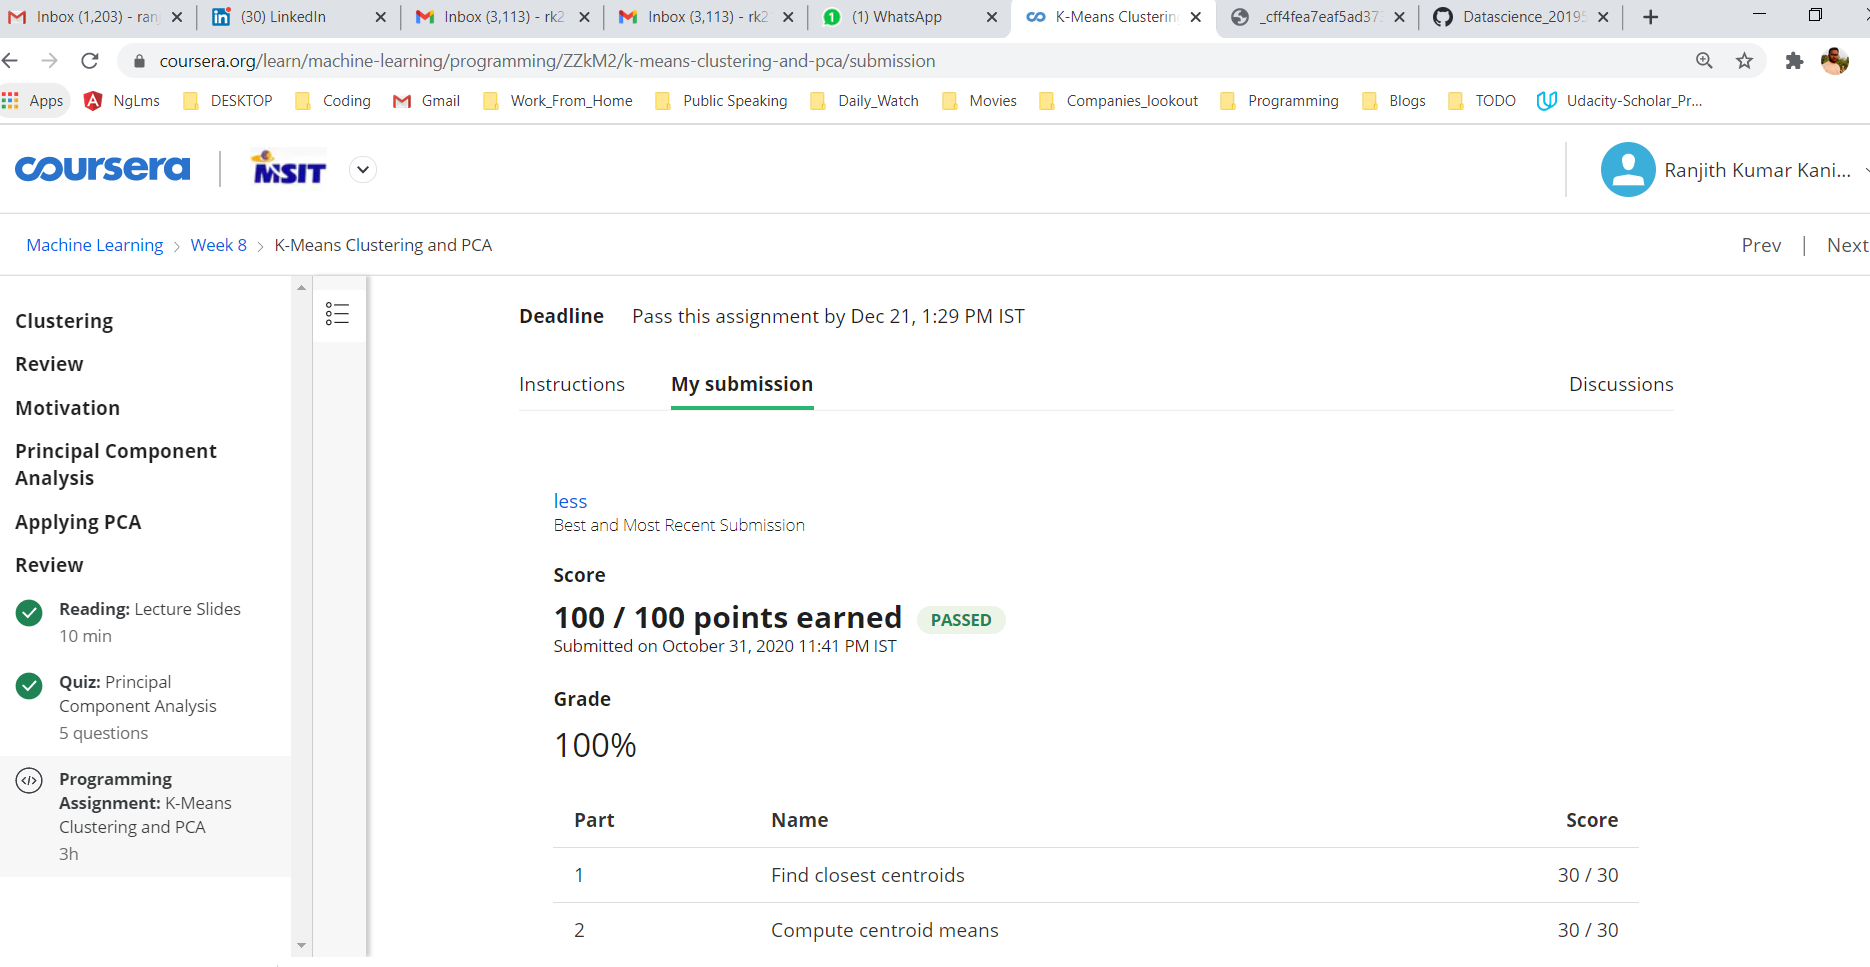 Inbox (1,203) - ran
(30) LinkedIn
Inbox (3,113) - rk2
Inbox (3,113) - rk2
1
(1) WhatsApp
K-Means Clustering
_cff4fea7eaf5ad373
Datascience_20195
coursera.org/learn/machine-learning/programming/ZZkM2/k-means-clustering-and-pca/submission
Apps
NgLms
DESKTOP
Coding
Gmail
Work_From_Home
Public Speaking
Daily_Watch
Movies
Companies_lookout
Programming
Blogs
TODO
Udacity-Scholar_Pr...
coursera
MSIT
Ranjith Kumar Kani...
Machine Learning > Week 8 > K-Means Clustering and PCA
Prev | Next
Clustering
Review
Motivation
Principal Component
Analysis
Applying PCA
Review
Reading: Lecture Slides
10 min
Quiz: Principal
Component Analysis
5 questions
Programming
Assignment: K-Means
Clustering and PCA
3h
Deadline Pass this assignment by Dec 21, 1:29 PM IST
Instructions
My submission
Discussions
less
Best and Most Recent Submission
Score
100 / 100 points earned PASSED
Submitted on October 31, 2020 11:41 PM IST
Grade
100%
Part Name Score
1 Find closest centroids 30 / 30
2 Compute centroid means 30 / 30